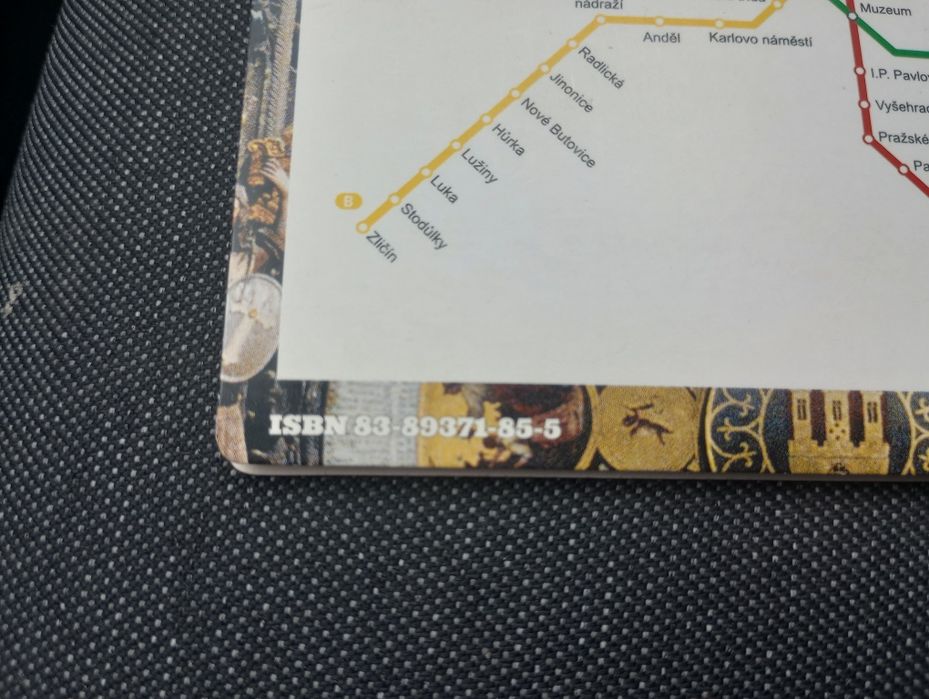 nádraží
Anděl
Karlovo náměstí
Muzeum
Radlická
I.P. Pavlov
Jinonice
Vyšehrad
Nové Butovice
Pražské
Hůrka
Lužiny
Luka
B
Stodůlky
Zličín
ISBN 83-89371-85-5